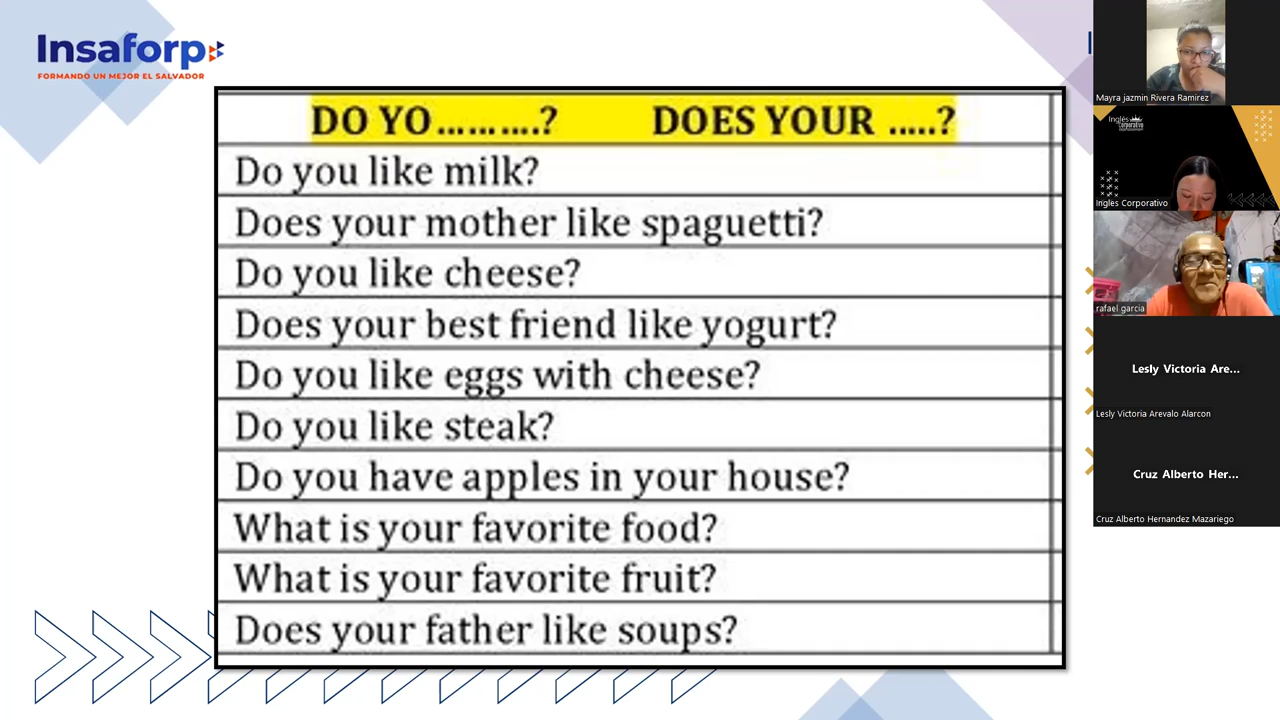 Insaforp
FORMANDO UN MEJOR EL SALVADOR
DO YO..........? DOES YOUR .....?
Do you like milk?
Does your mother like spaguetti?
Do you like cheese?
Does your best friend like yogurt?
Do you like eggs with cheese?
Do you like steak?
Do you have apples in your house?
What is your favorite food?
What is your favorite fruit?
Does your father like soups?
Mayra jazmin Rivera Ramirez
Inglés
Corporativo
Ingles Corporativo
rafael garcia
Lesly Victoria Are...
Lesly Victoria Arevalo Alarcon
Cruz Alberto Her...
Cruz Alberto Hernandez Mazariego